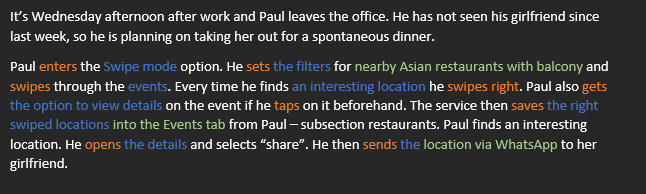 It’s Wednesday afternoon after work and Paul leaves the office. He has not seen his girlfriend since
last week, so he is planning on taking her out for a spontaneous dinner.
Paul enters the Swipe mode option. He sets the filters for nearby Asian restaurants with balcony and
swipes through the events. Every time he finds an interesting location he swipes right. Paul also gets
the option to view details on the event if he taps on it beforehand. The service then saves the right
swiped locations into the Events tab from Paul – subsection restaurants. Paul finds an interesting
location. He opens the details and selects “share”. He then sends the location via WhatsApp to her
girlfriend.